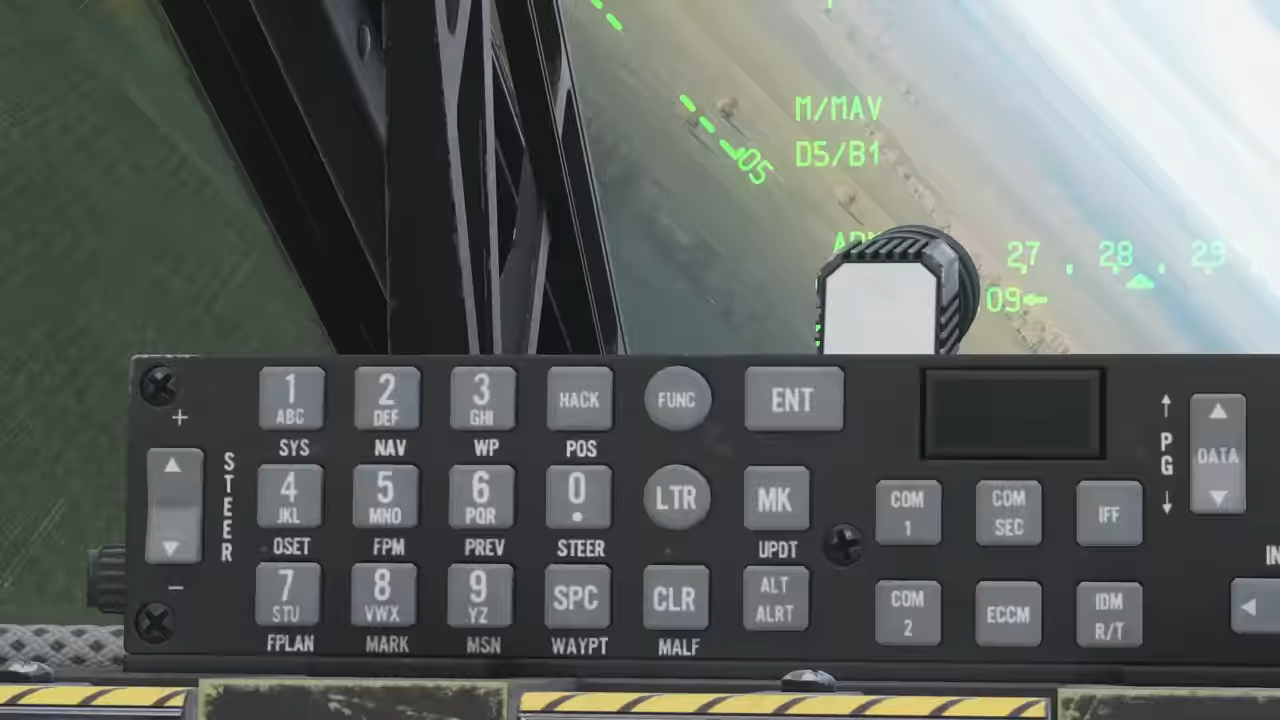 M/MAV
D5/B1
05
27 . 28 . 29
09
1 ABC
2 DEF
3 GHI
HACK
FUNC
ENT
SYS
NAV
WP
POS
STEER
+
-
4 JKL
5 MNO
6 PQR
0
LTR
MK
OSET
FPM
PREV
STEER
UPDT
7 STU
8 VWX
9 YZ
SPC
CLR
ALT ALRT
FPLAN
MARK
MSN
WAYPT
MALF
COM 1
COM SEC
IFF
COM 2
ECCM
IDM R/T
PG
DATA